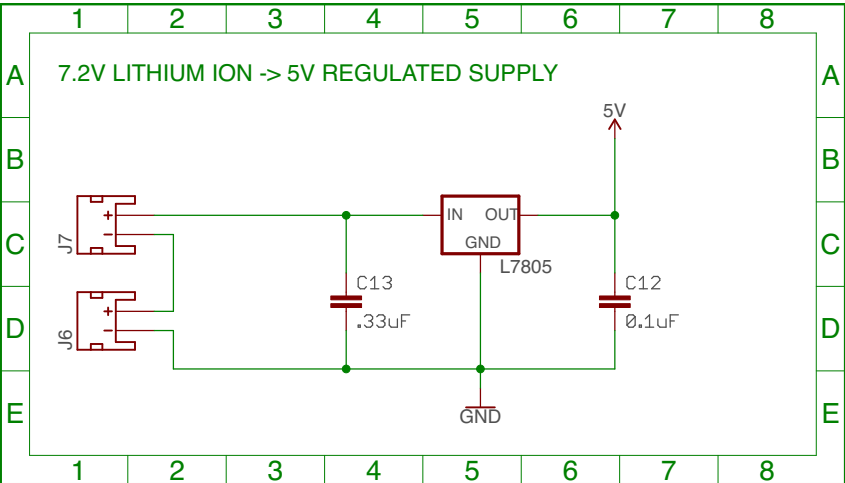 1 2 3 4 5 6 7 8
A 7.2V LITHIUM ION -> 5V REGULATED SUPPLY A
5V
B B
+ IN OUT
J7 - GND
C C
L7805
C13 C12
+
J6 - .33uF 0.1uF
D D
E GND E
1 2 3 4 5 6 7 8